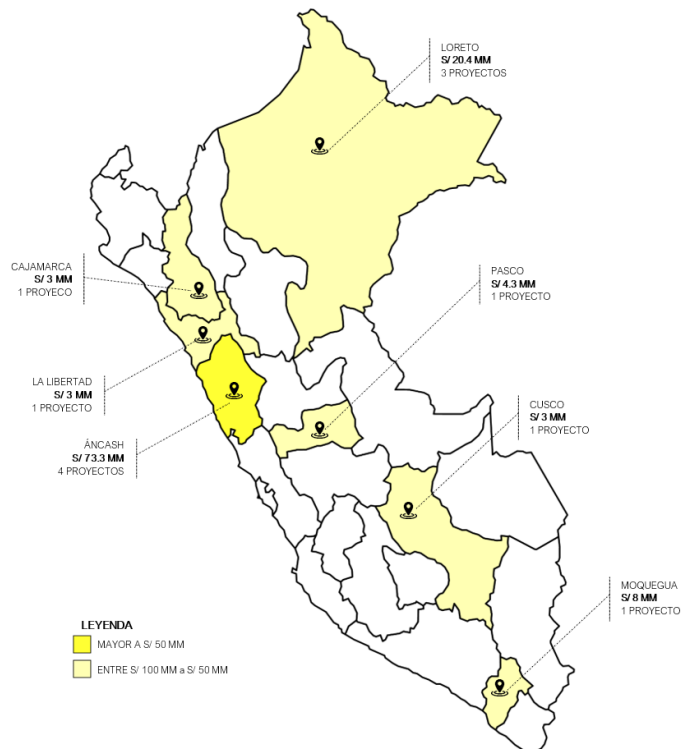 LORETO
S/ 20.4 MM
3 PROYECTOS
CAJAMARCA
S/ 3 MM
1 PROYECO
PASCO
S/ 4.3 MM
1 PROYECTO
LA LIBERTAD
S/ 3 MM
1 PROYECTO
CUSCO
S/ 3 MM
1 PROYECTO
ÁNCASH
S/ 73.3 MM
4 PROYECTOS
MOQUEGUA
S/ 8 MM
1 PROYECTO
LEYENDA
MAYOR A S/ 50 MM
ENTRE S/ 100 MM a S/ 50 MM